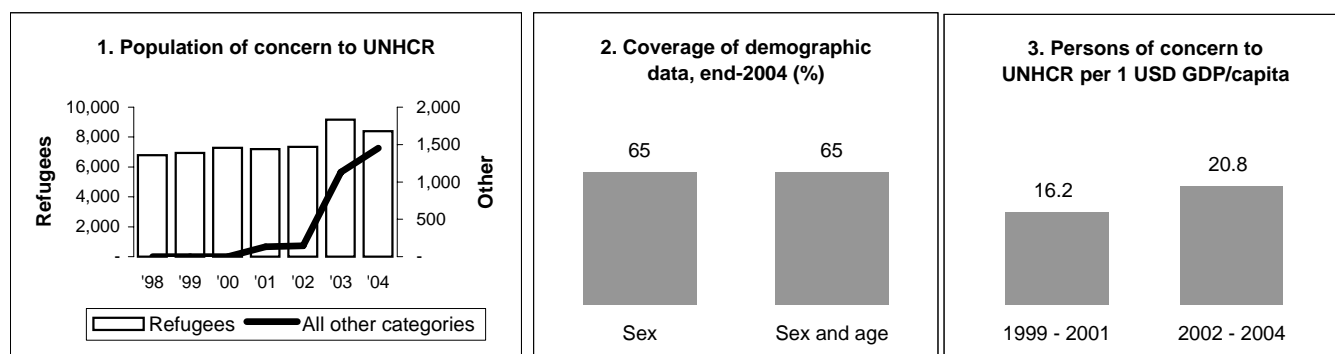 1. Population of concern to UNHCR
10,000
8,000
6,000
4,000
2,000
-
Refugees
2,000
1,500
1,000
500
-
Other
'98 '99 '00 '01 '02 '03 '04
Refugees All other categories
2. Coverage of demographic
data, end-2004 (%)
65 65
Sex Sex and age
3. Persons of concern to
UNHCR per 1 USD GDP/capita
16.2
20.8
1999 - 2001 2002 - 2004